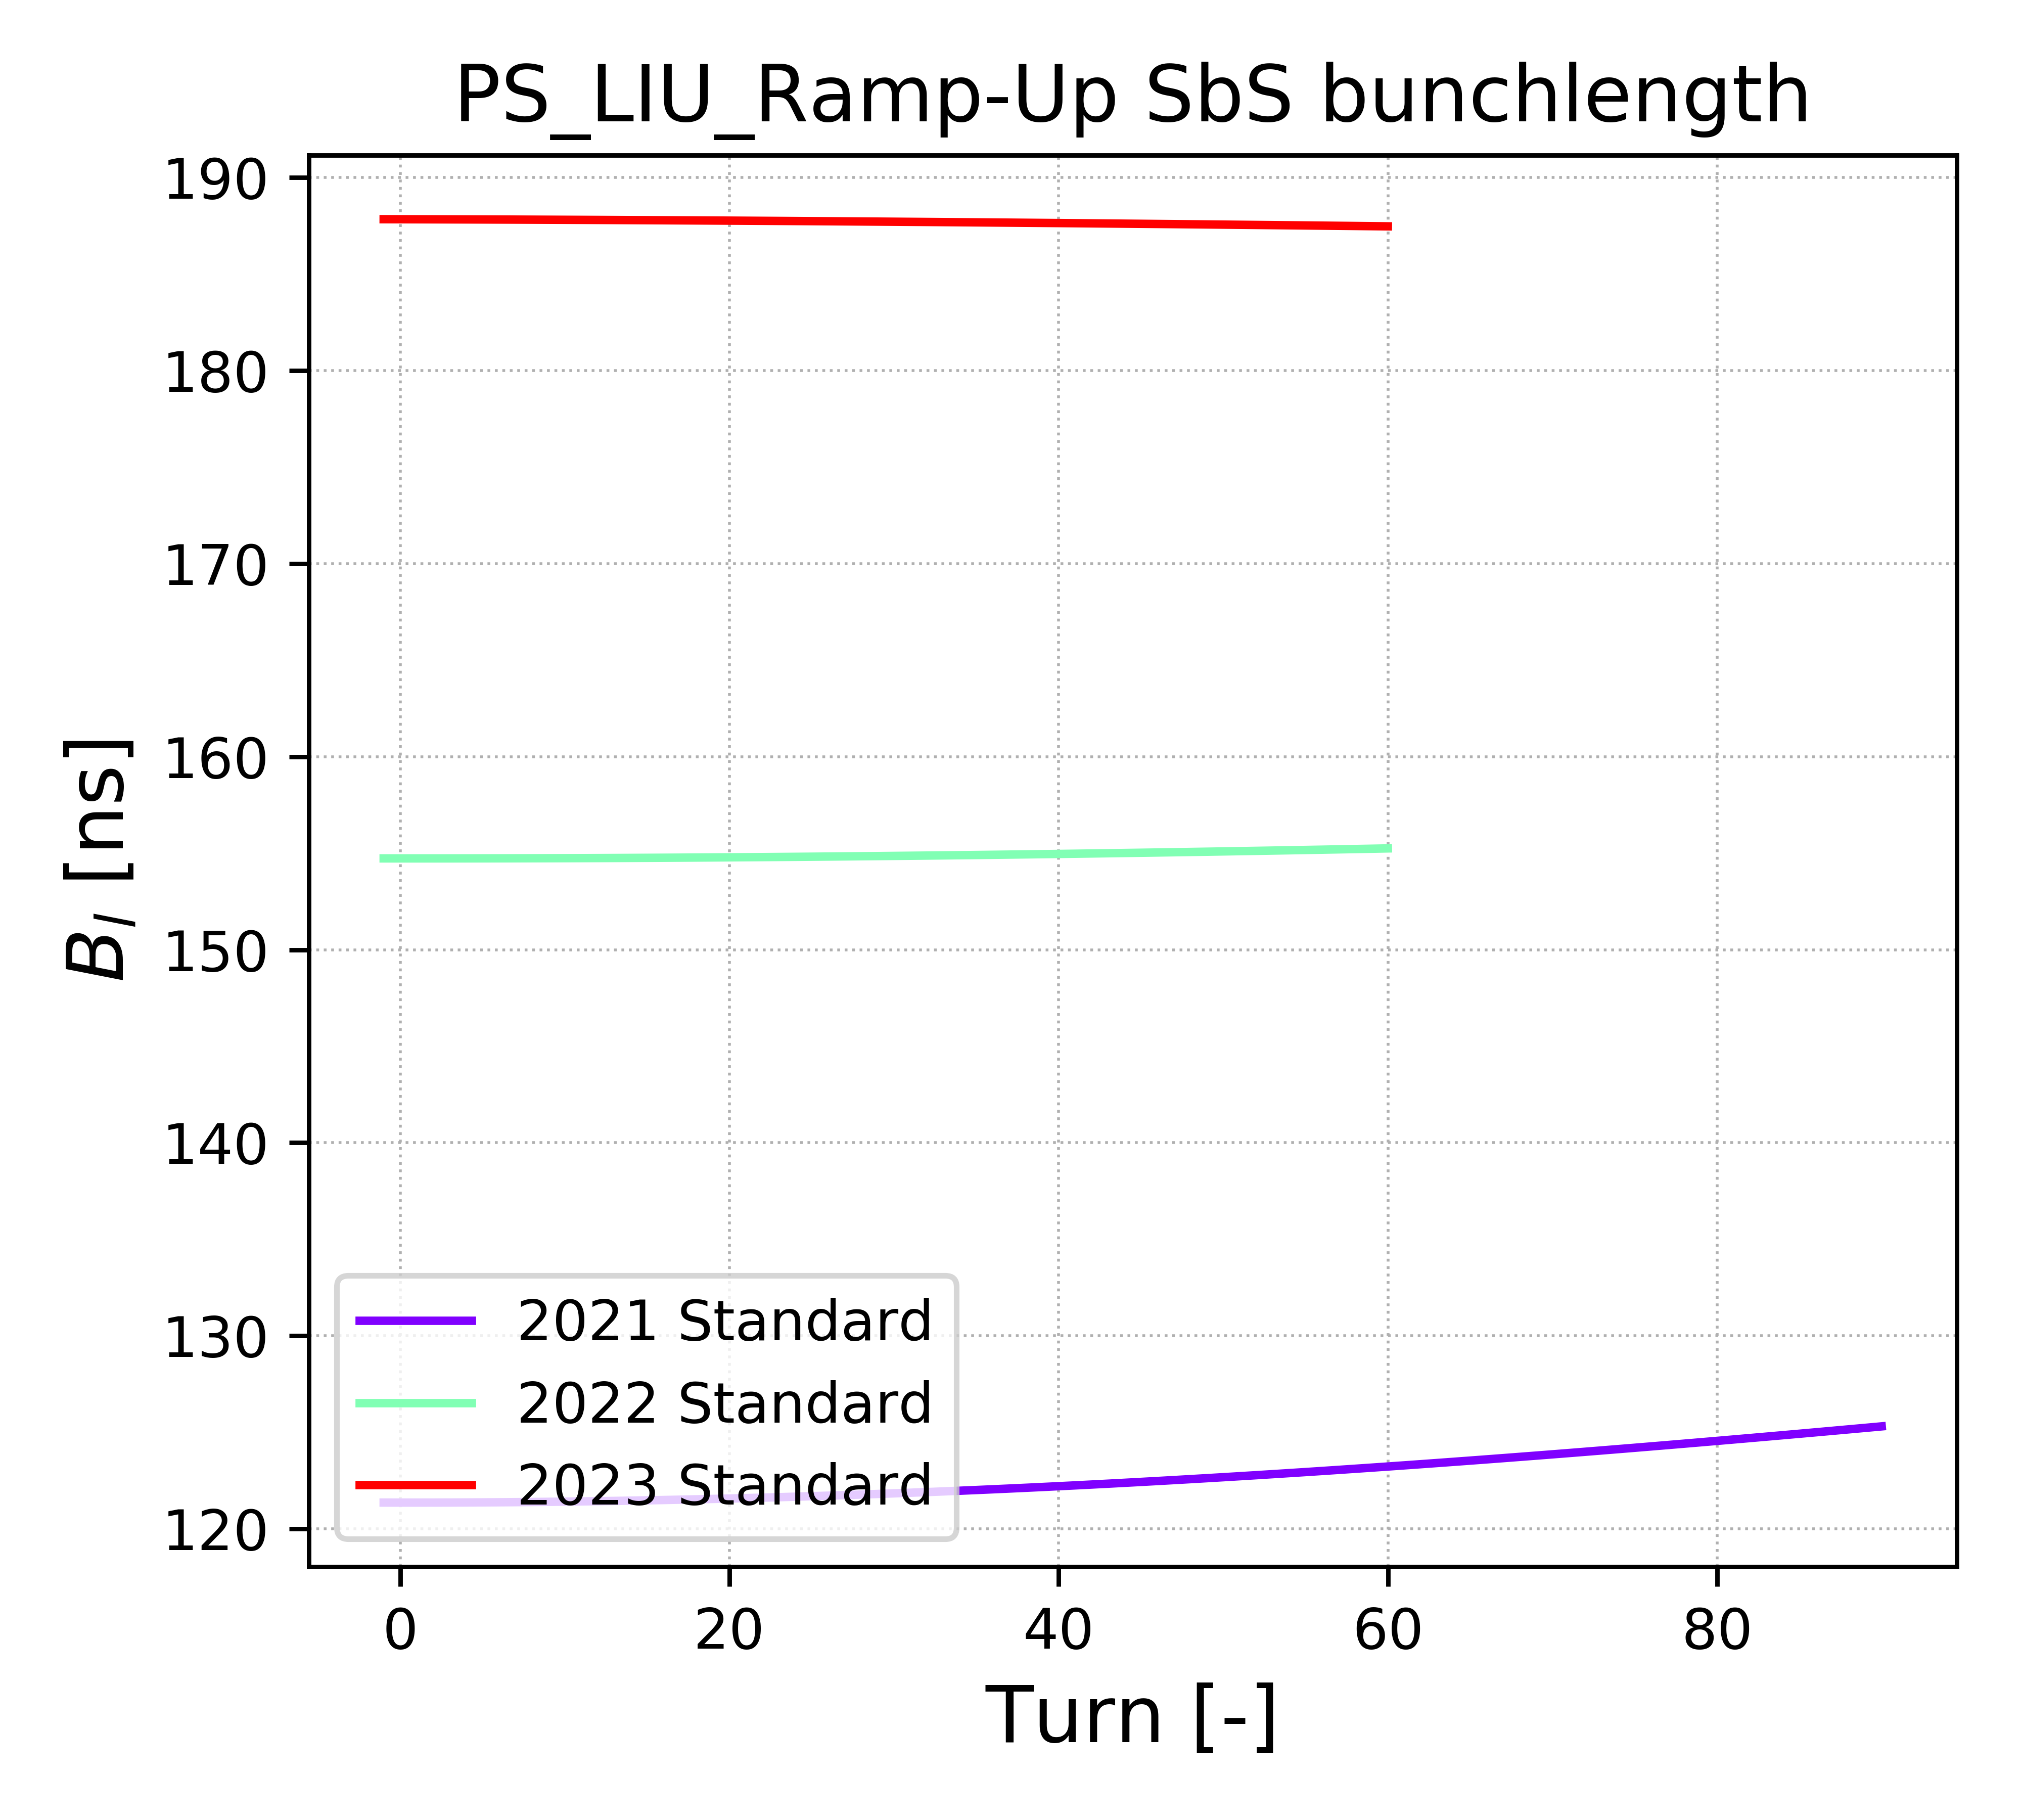 PS_LIU_Ramp-Up SbS bunchlength
190
180
170
160
150
140
130
120
B_l [ns]
2021 Standard
2022 Standard
2023 Standard
0 20 40 60 80
Turn [-]